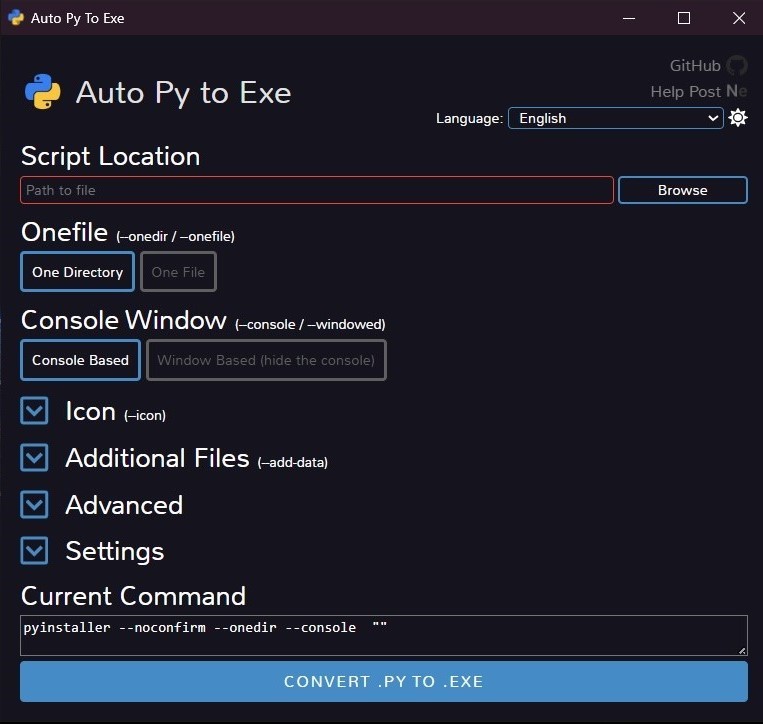 Auto Py To Exe
GitHub
Auto Py to Exe
Help Post Ne
Language: English
Script Location
Path to file Browse
Onefile (--onedir / --onefile)
One Directory One File
Console Window (--console / --windowed)
Console Based Window Based (hide the console)
Icon (--icon)
Additional Files (--add-data)
Advanced
Settings
Current Command
pyinstaller --noconfirm --onedir --console  ""
CONVERT .PY TO .EXE